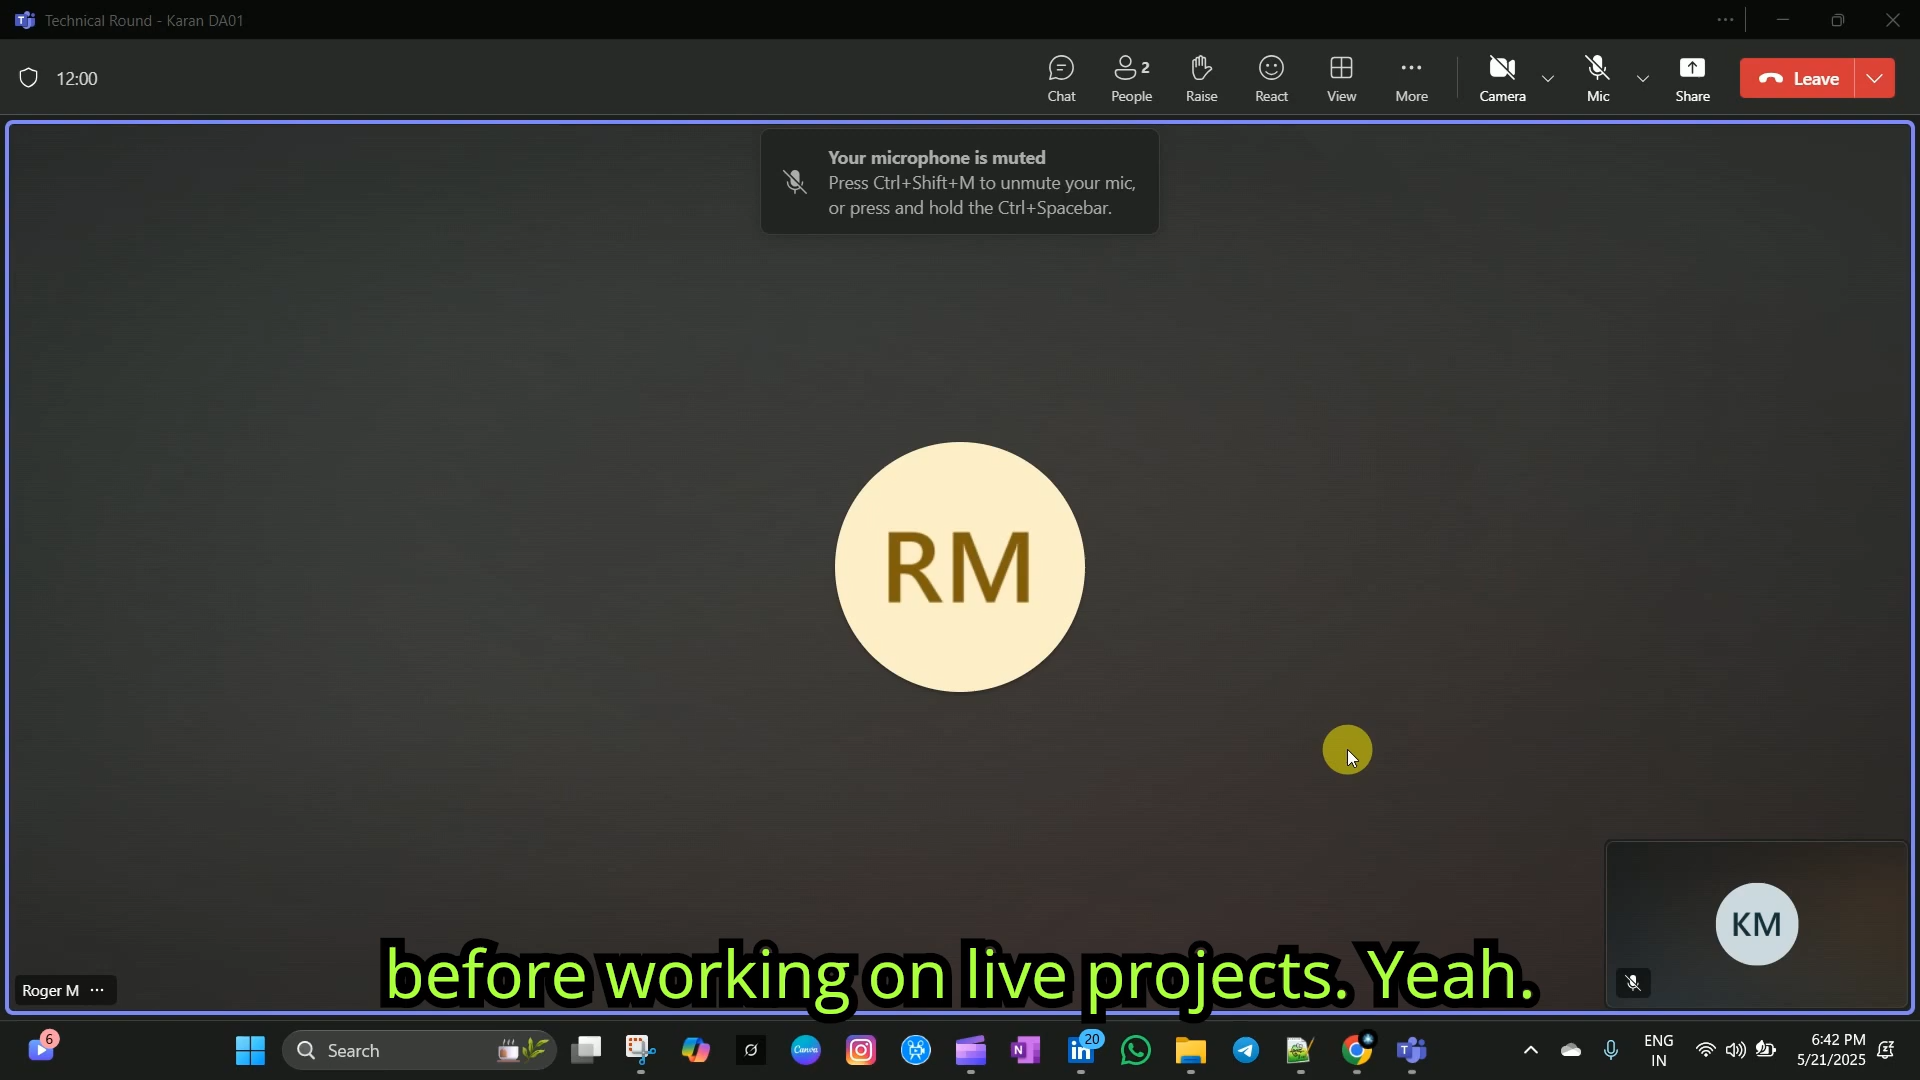 Technical Round - Karan DA01
12:00
Chat
People 2
Raise
React
View
More
Camera
Mic
Share
Leave
Your microphone is muted
Press Ctrl+Shift+M to unmute your mic,
or press and hold the Ctrl+Spacebar.
RM
KM
before working on live projects. Yeah.
Roger M
6
Search
Canva
N
20
in
ENG
IN
6:42 PM
5/21/2025